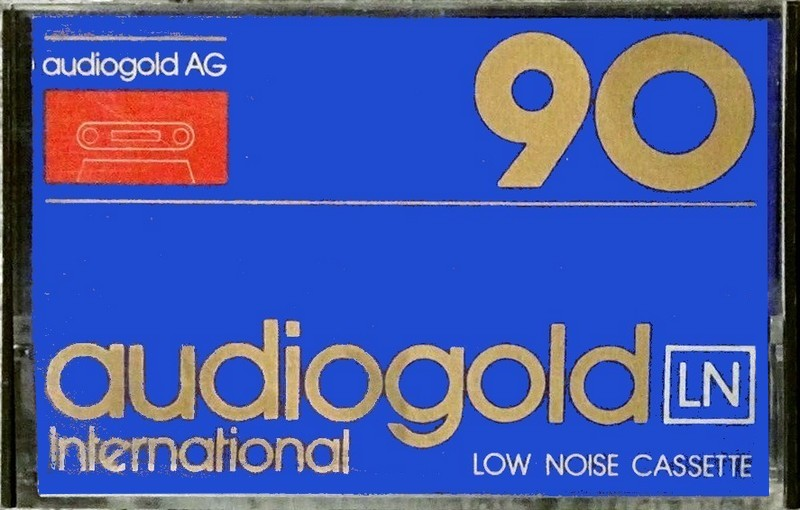 audiogold AG
90
audiogold LN
International
LOW NOISE CASSETTE